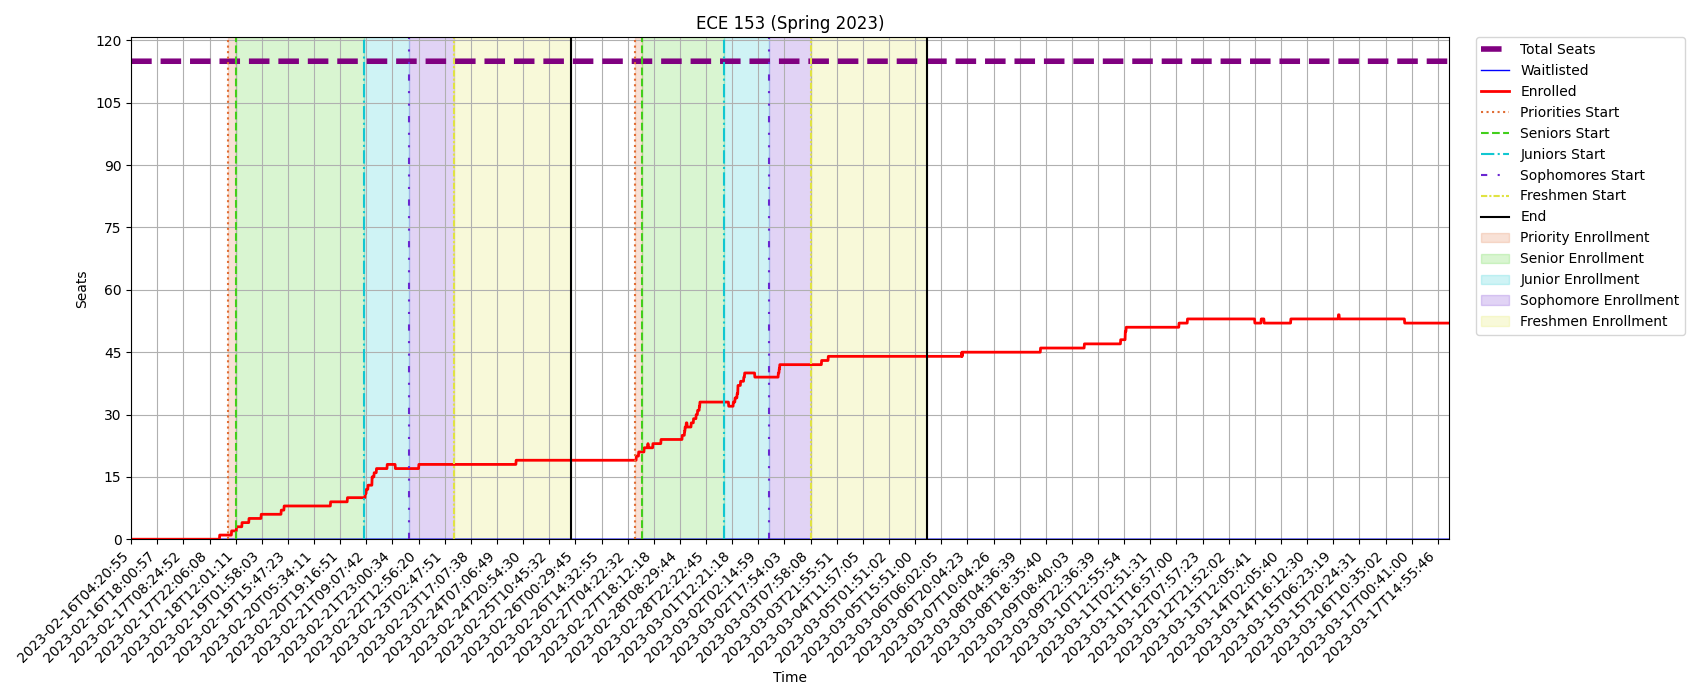 ECE 153 (Spring 2023)
120
105
90
75
60
45
30
15
0
Seats
2023-02-16T04:20:55
2023-02-16T18:00:57
2023-02-17T08:24:52
2023-02-17T22:06:08
2023-02-18T12:01:11
2023-02-19T01:58:03
2023-02-19T15:47:23
2023-02-20T05:34:11
2023-02-20T19:16:51
2023-02-21T09:07:42
2023-02-21T23:00:34
2023-02-22T12:56:20
2023-02-23T02:47:51
2023-02-23T17:07:38
2023-02-24T07:06:49
2023-02-24T20:54:30
2023-02-25T10:45:32
2023-02-26T00:29:45
2023-02-26T14:32:55
2023-02-27T04:22:32
2023-02-27T18:12:18
2023-02-28T08:29:44
2023-02-28T22:22:45
2023-03-01T12:21:18
2023-03-02T02:14:59
2023-03-02T17:54:03
2023-03-03T07:58:08
2023-03-03T21:55:51
2023-03-04T11:57:05
2023-03-05T01:51:02
2023-03-05T15:51:00
2023-03-06T06:02:05
2023-03-06T20:04:23
2023-03-07T10:04:26
2023-03-08T04:36:39
2023-03-08T18:35:40
2023-03-09T08:40:03
2023-03-09T22:36:39
2023-03-10T12:55:54
2023-03-11T02:51:31
2023-03-11T16:57:00
2023-03-12T07:57:23
2023-03-12T21:52:02
2023-03-13T12:05:41
2023-03-14T02:05:40
2023-03-14T16:12:30
2023-03-15T06:23:19
2023-03-15T20:24:31
2023-03-16T10:35:02
2023-03-17T00:41:00
2023-03-17T14:55:46
Time
Total Seats
Waitlisted
Enrolled
Priorities Start
Seniors Start
Juniors Start
Sophomores Start
Freshmen Start
End
Priority Enrollment
Senior Enrollment
Junior Enrollment
Sophomore Enrollment
Freshmen Enrollment